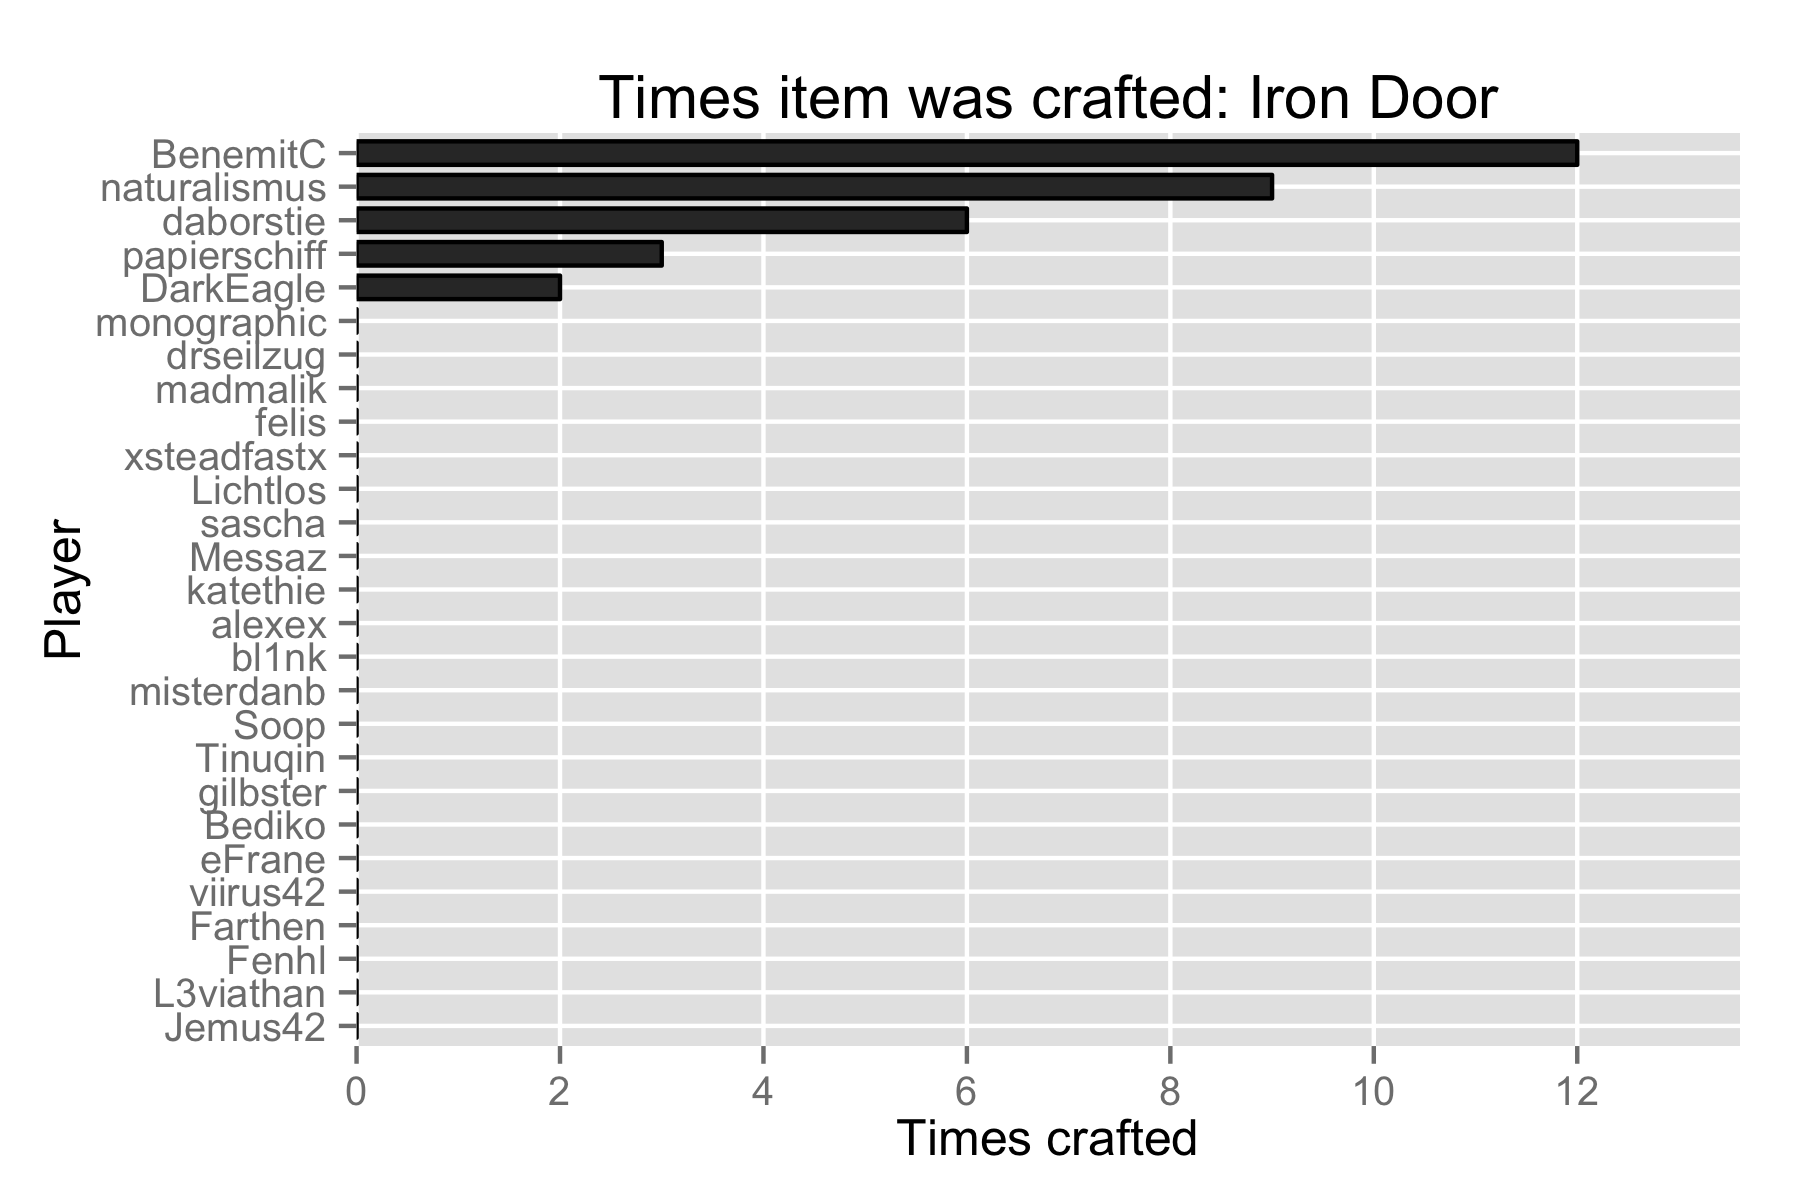 Times item was crafted: Iron Door
BenemitC
naturalismus
daborstie
papierschiff
DarkEagle
monographic
drseilzug
madmalik
felis
xsteadfastx
Lichtlos
sascha
Messaz
katethie
alexex
bl1nk
misterdanb
Soop
Tinuqin
gilbster
Bediko
eFrane
viirus42
Farthen
Fenhl
L3viathan
Jemus42
Player
0 2 4 6 8 10 12
Times crafted